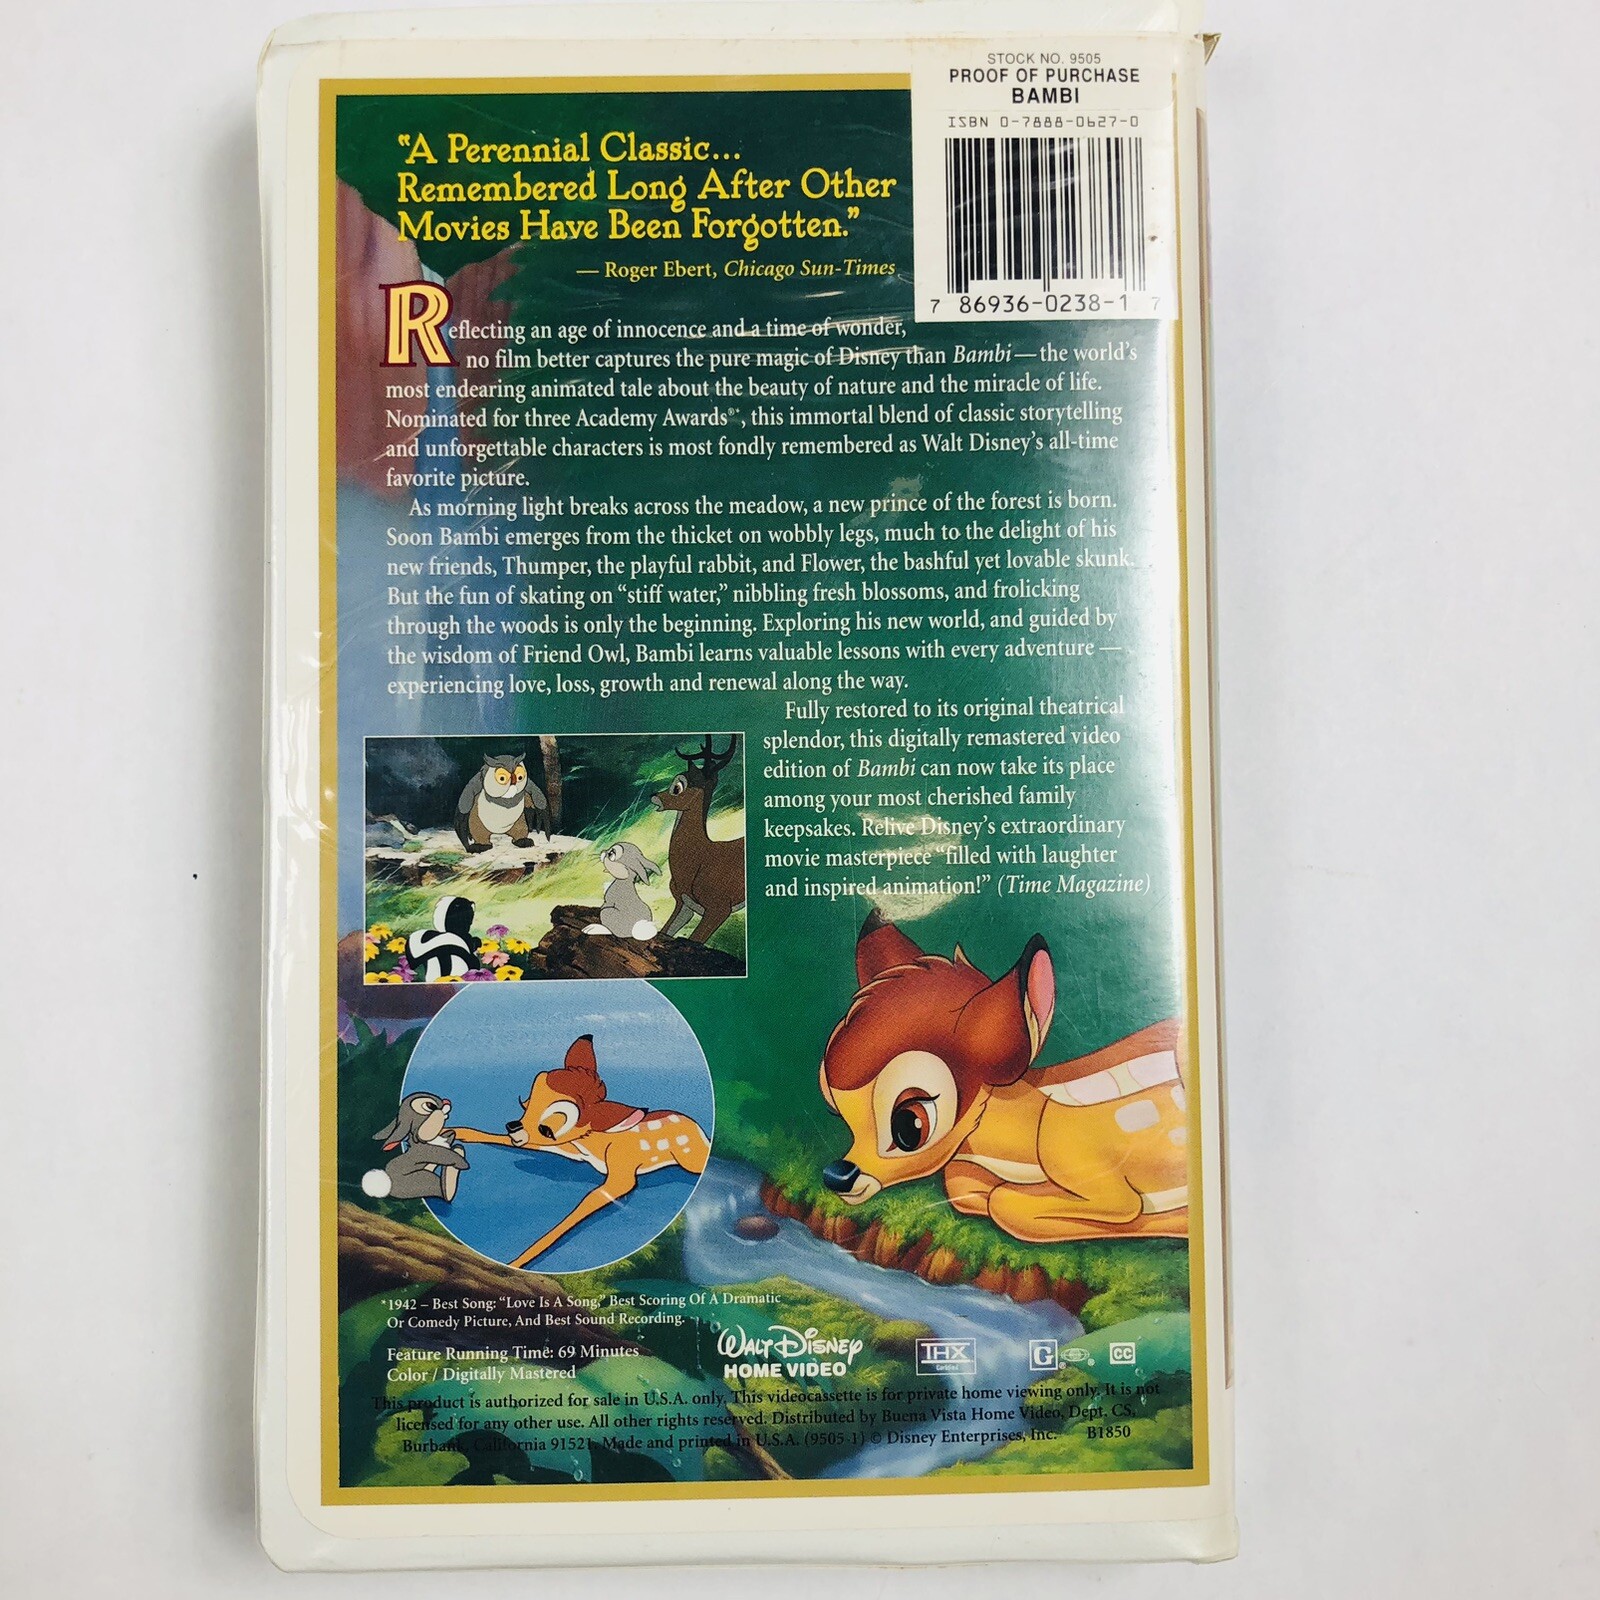 STOCK NO. 9505
PROOF OF PURCHASE
BAMBI
ISBN 0-7888-0627-0
7 86936-0238-1 7
"A Perennial Classic...
Remembered Long After Other
Movies Have Been Forgotten."
— Roger Ebert, Chicago Sun-Times
Reflecting an age of innocence and a time of wonder,
no film better captures the pure magic of Disney than Bambi — the world's
most endearing animated tale about the beauty of nature and the miracle of life.
Nominated for three Academy Awards®*, this immortal blend of classic storytelling
and unforgettable characters is most fondly remembered as Walt Disney's all-time
favorite picture.
As morning light breaks across the meadow, a new prince of the forest is born.
Soon Bambi emerges from the thicket on wobbly legs, much to the delight of his
new friends, Thumper, the playful rabbit, and Flower, the bashful yet lovable skunk.
But the fun of skating on "stiff water," nibbling fresh blossoms, and frolicking
through the woods is only the beginning. Exploring his new world, and guided by
the wisdom of Friend Owl, Bambi learns valuable lessons with every adventure —
experiencing love, loss, growth and renewal along the way.
Fully restored to its original theatrical
splendor, this digitally remastered video
edition of Bambi can now take its place
among your most cherished family
keepsakes. Relive Disney's extraordinary
movie masterpiece "filled with laughter
and inspired animation!" (Time Magazine)
*1942 – Best Song: "Love Is A Song," Best Scoring Of A Dramatic
Or Comedy Picture, And Best Sound Recording.
Feature Running Time: 69 Minutes
Color / Digitally Mastered
WALT DISNEY
HOME VIDEO
THX
Certified
G
CC
This product is authorized for sale in U.S.A. only. This videocassette is for private home viewing only. It is not
licensed for any other use. All other rights reserved. Distributed by Buena Vista Home Video, Dept. CS,
Burbank, California 91521. Made and printed in U.S.A. (9505-1) © Disney Enterprises, Inc. B1850